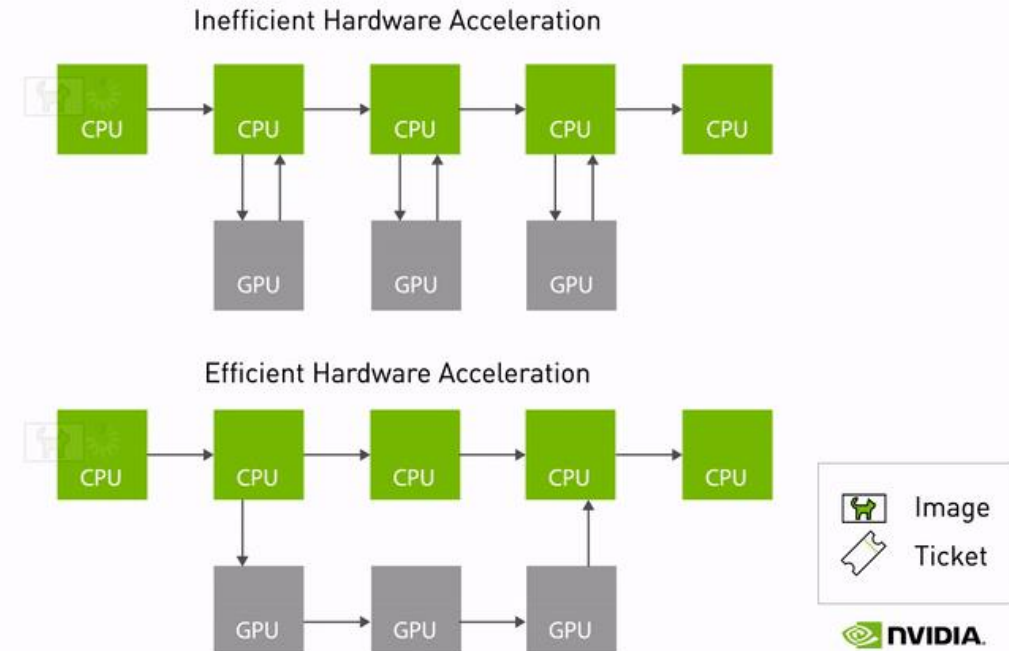 Inefficient Hardware Acceleration
CPU CPU CPU CPU CPU
GPU GPU GPU
Efficient Hardware Acceleration
CPU CPU CPU CPU CPU
GPU GPU GPU
Image
Ticket
NVIDIA.